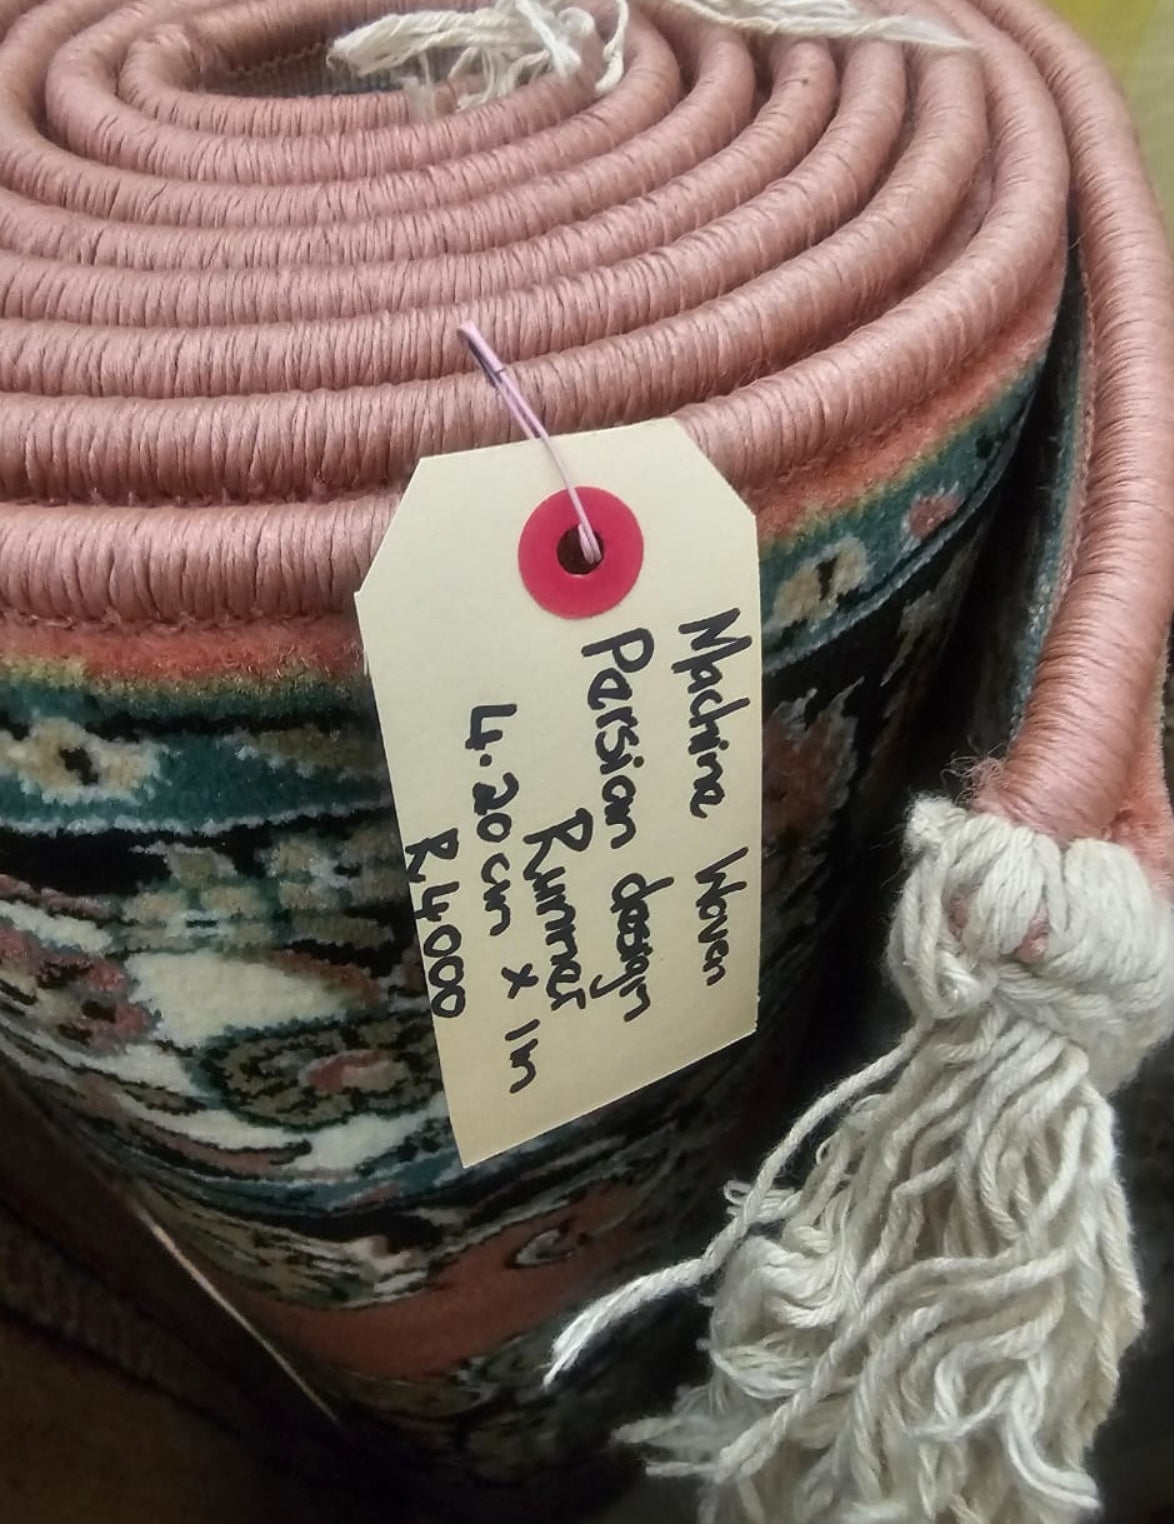 Machine Woven
Persian design
Runner
4.20cm x 1m
R4000